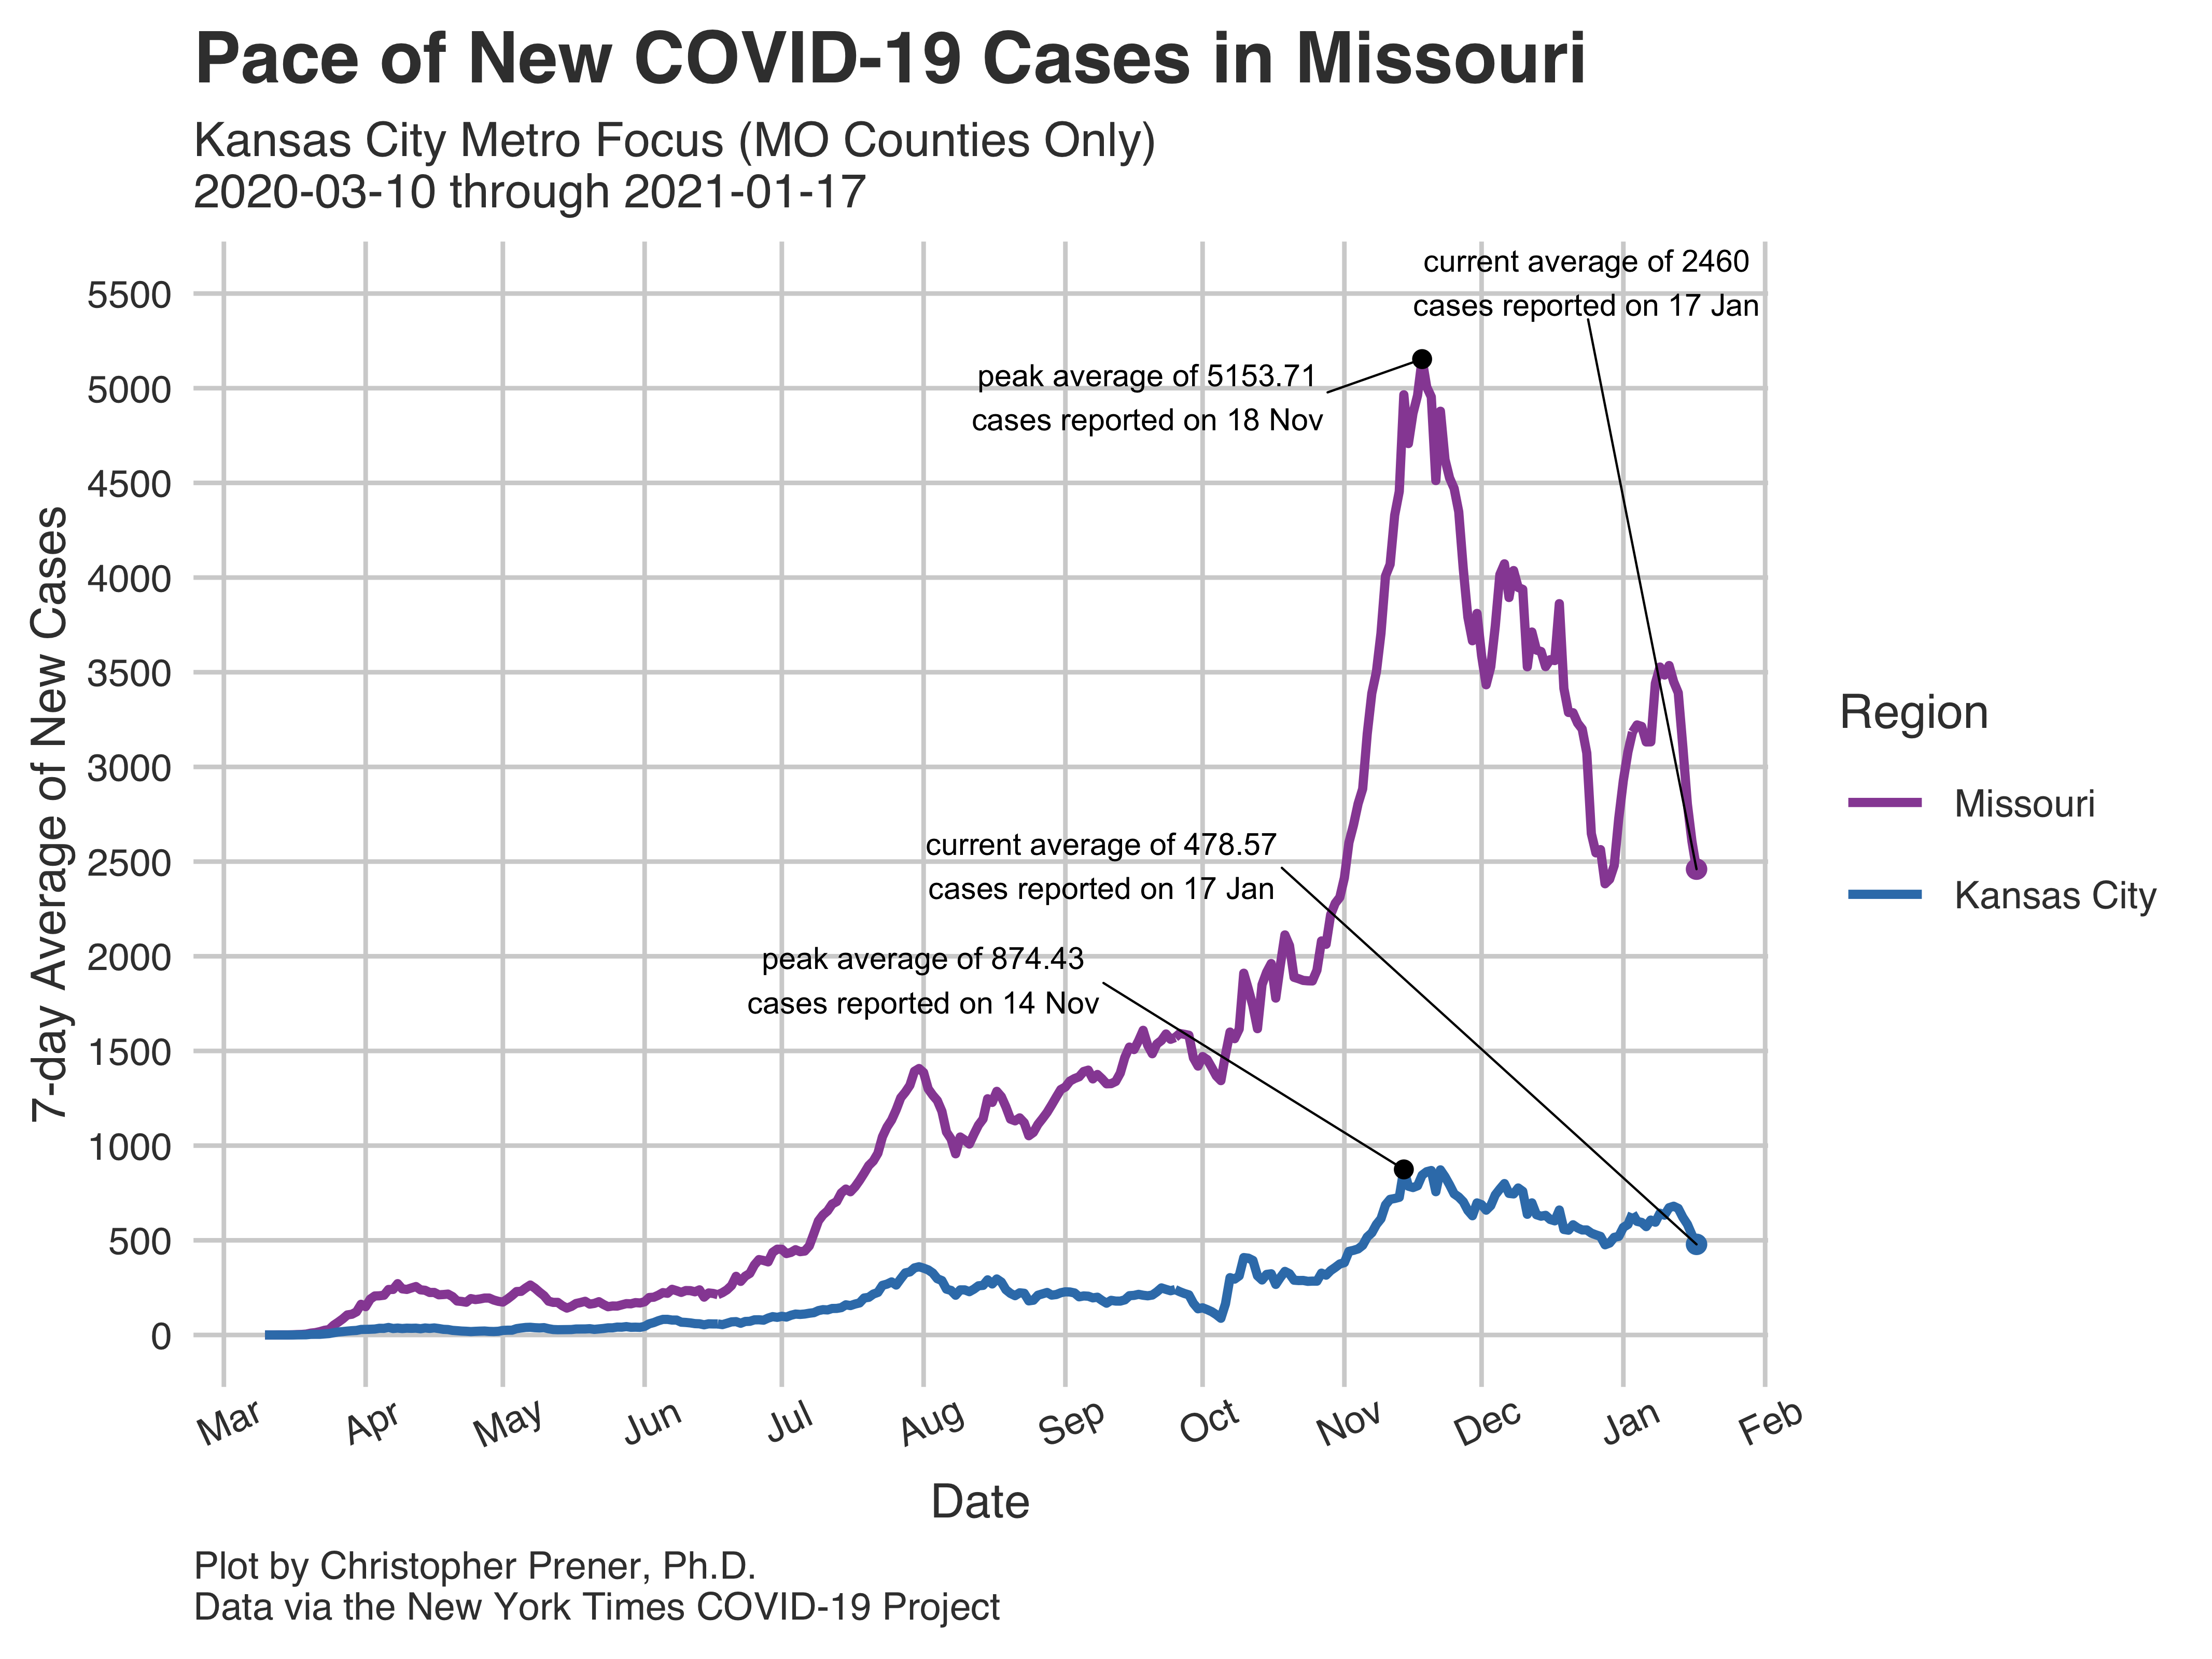 Pace of New COVID-19 Cases in Missouri
Kansas City Metro Focus (MO Counties Only)
2020-03-10 through 2021-01-17
7-day Average of New Cases
5500
5000
4500
4000
3500
3000
2500
2000
1500
1000
500
0
current average of 2460
cases reported on 17 Jan
peak average of 5153.71
cases reported on 18 Nov
current average of 478.57
cases reported on 17 Jan
peak average of 874.43
cases reported on 14 Nov
Region
Missouri
Kansas City
Mar
Apr
May
Jun
Jul
Aug
Sep
Oct
Nov
Dec
Jan
Feb
Date
Plot by Christopher Prener, Ph.D.
Data via the New York Times COVID-19 Project